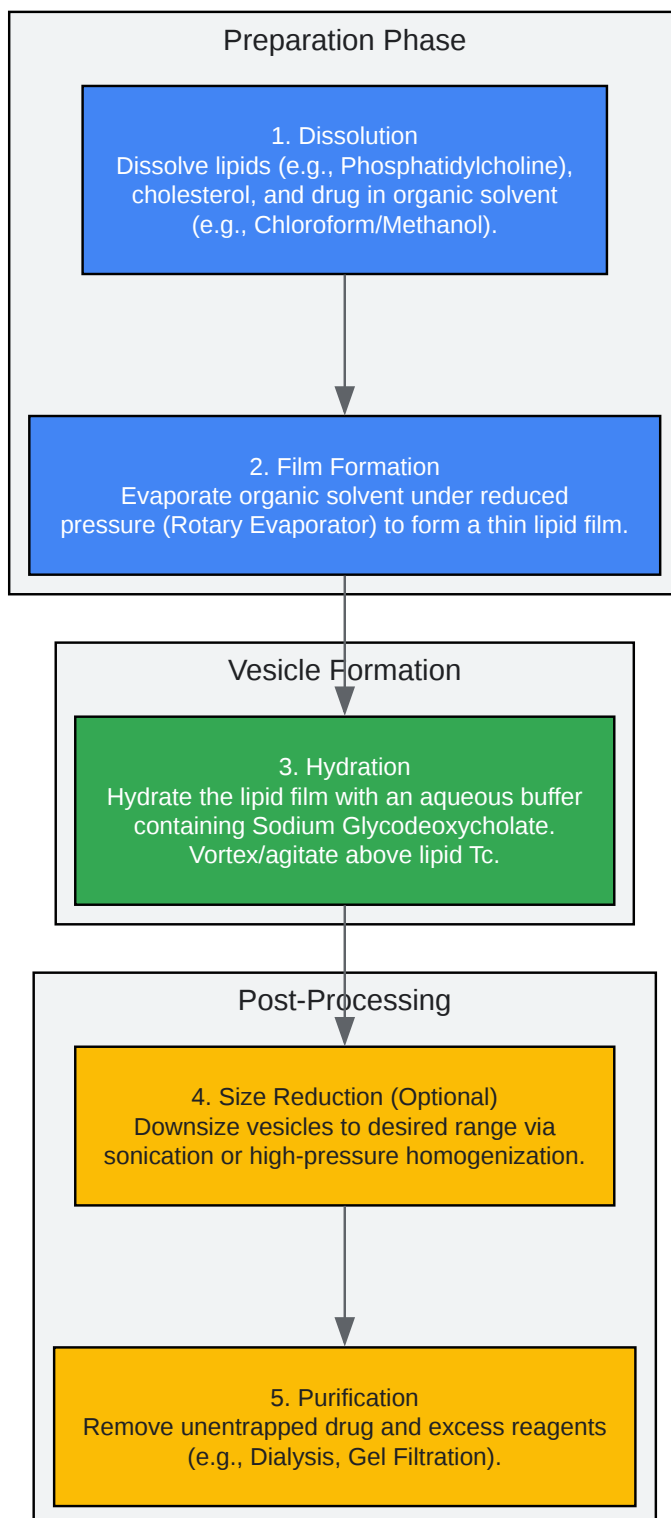 Preparation Phase
1. Dissolution
Dissolve lipids (e.g., Phosphatidylcholine),
cholesterol, and drug in organic solvent
(e.g., Chloroform/Methanol).
2. Film Formation
Evaporate organic solvent under reduced
pressure (Rotary Evaporator) to form a thin lipid film.
Vesicle Formation
3. Hydration
Hydrate the lipid film with an aqueous buffer
containing Sodium Glycodeoxycholate.
Vortex/agitate above lipid Tc.
Post-Processing
4. Size Reduction (Optional)
Downsize vesicles to desired range via
sonication or high-pressure homogenization.
5. Purification
Remove unentrapped drug and excess reagents
(e.g., Dialysis, Gel Filtration).